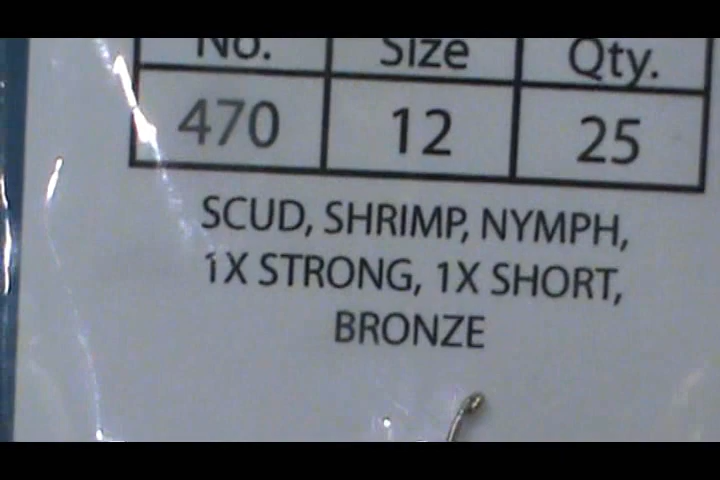 No. Size Qty.
470 12 25
SCUD, SHRIMP, NYMPH,
1X STRONG, 1X SHORT,
BRONZE